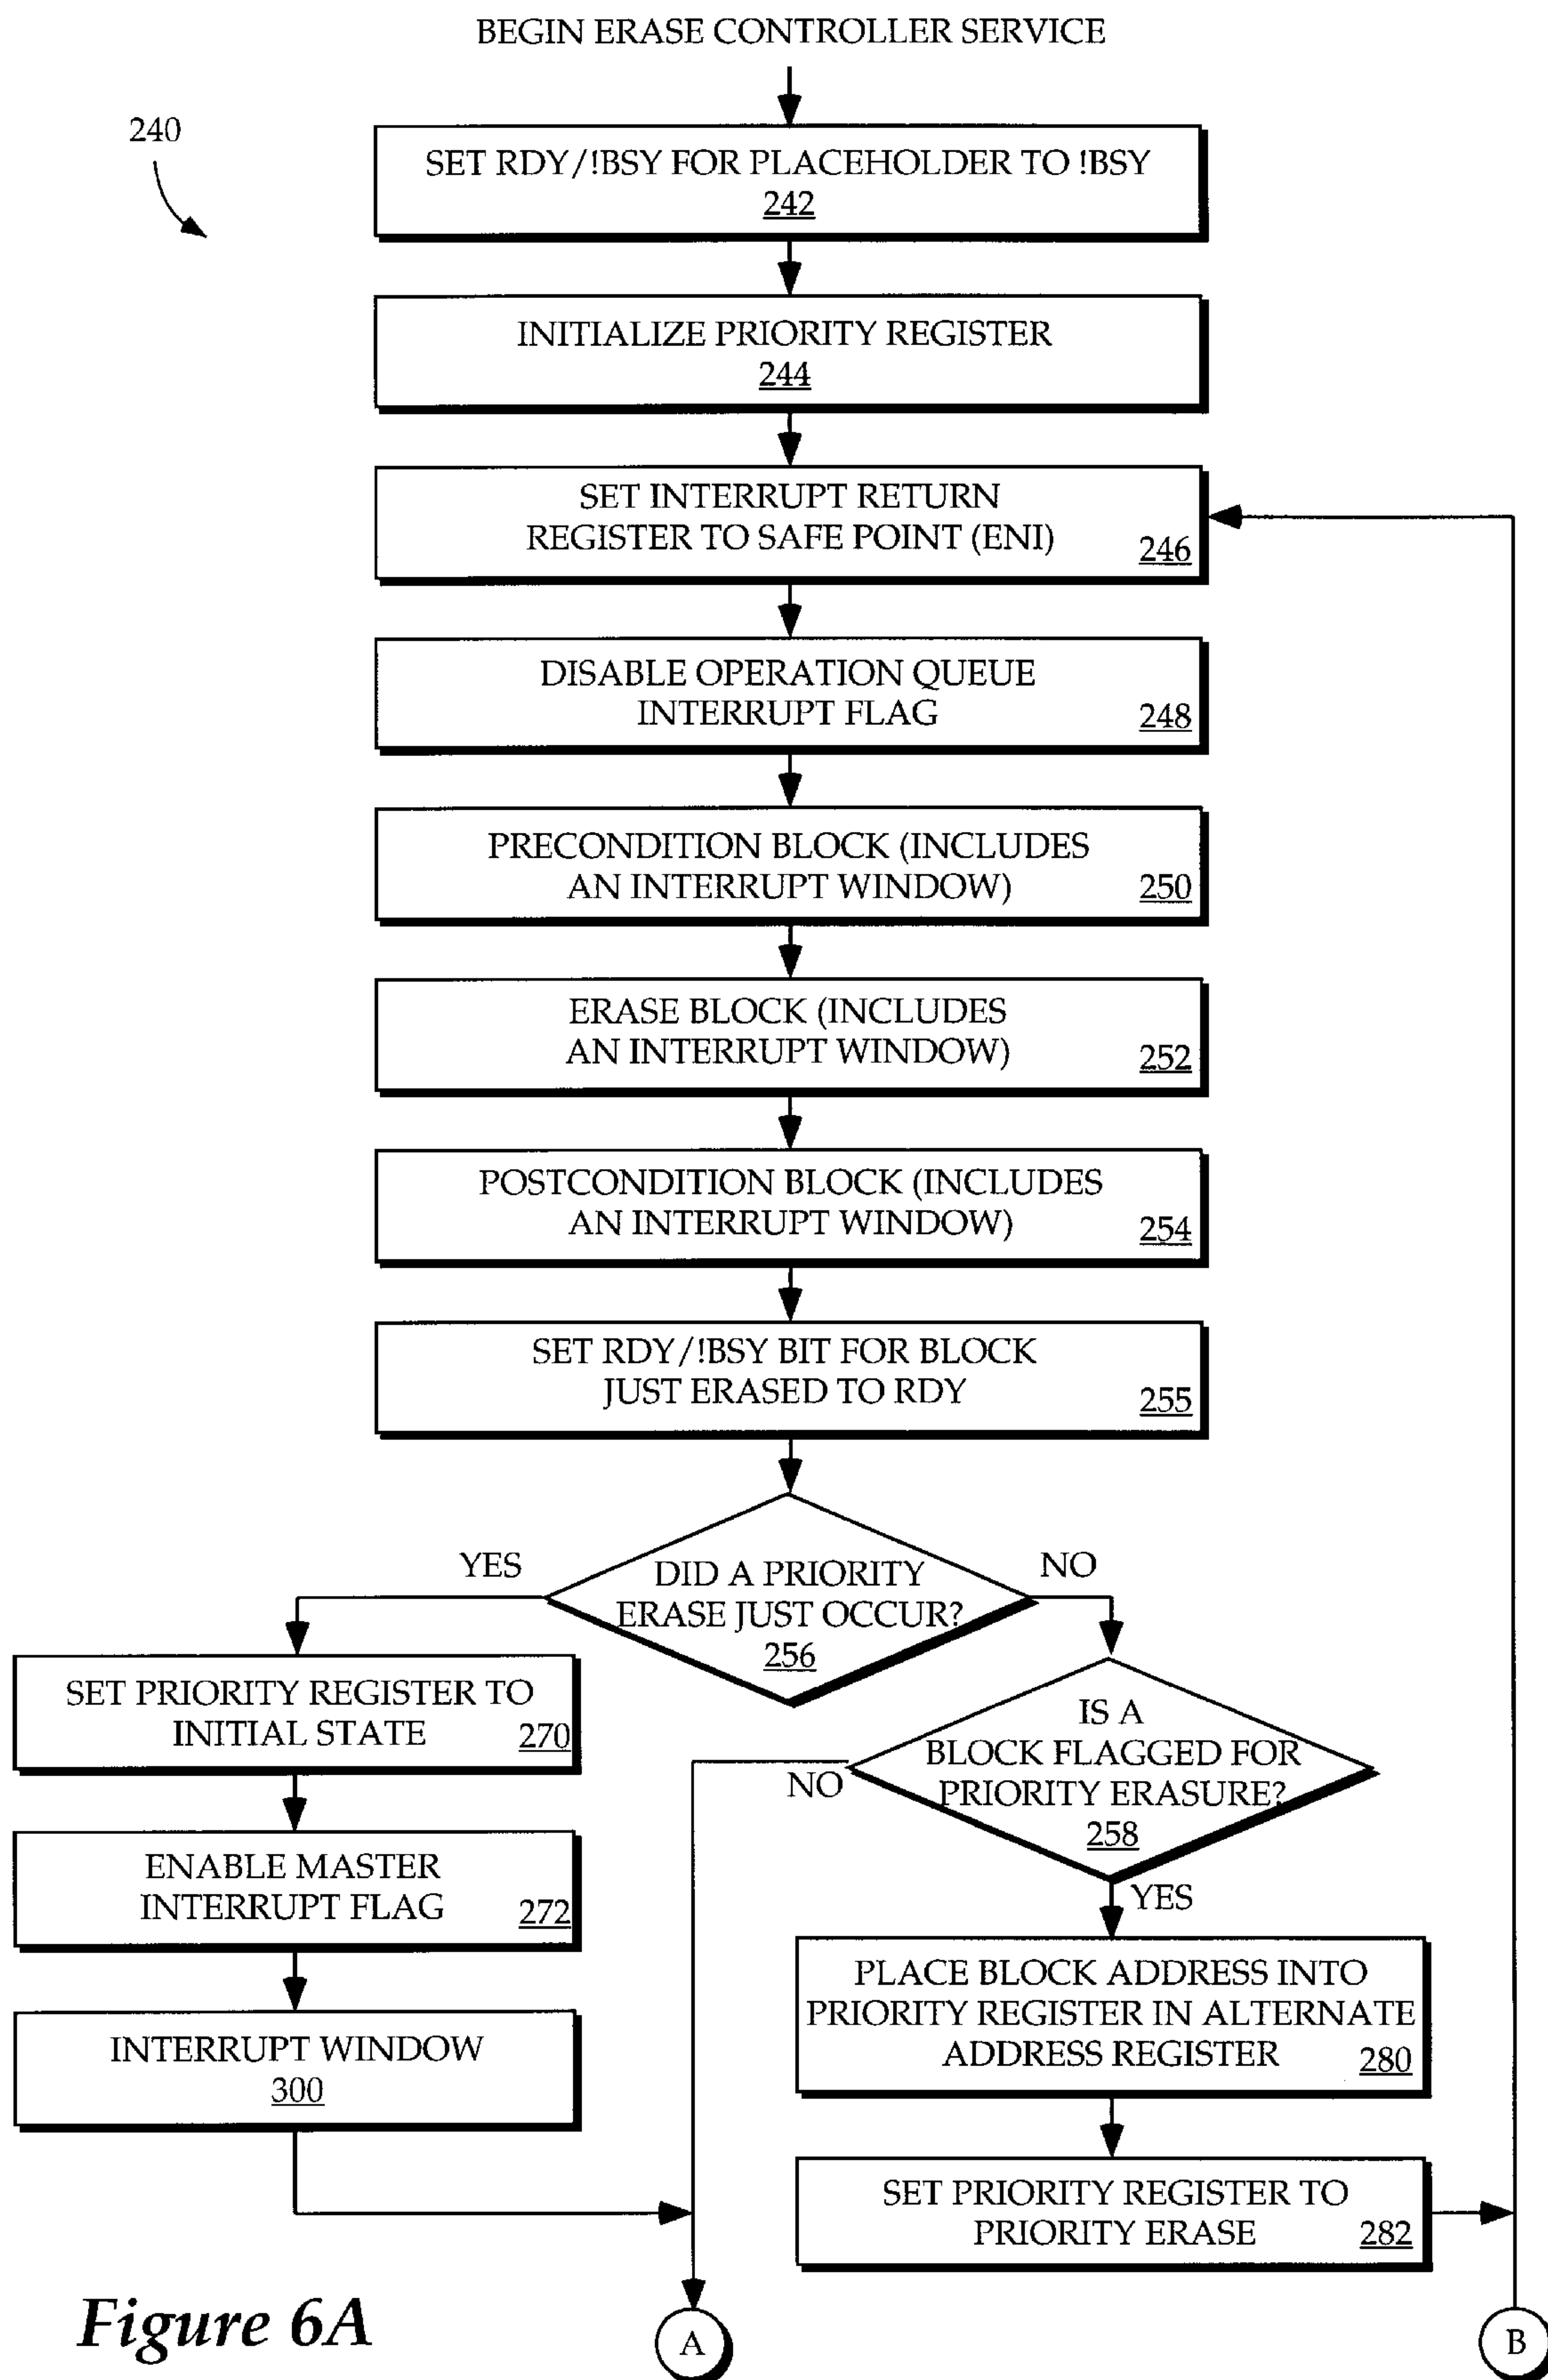 BEGIN ERASE CONTROLLER SERVICE
240
SET RDY/!BSY FOR PLACEHOLDER TO !BSY
242
INITIALIZE PRIORITY REGISTER
244
SET INTERRUPT RETURN
REGISTER TO SAFE POINT (ENI)
246
DISABLE OPERATION QUEUE
INTERRUPT FLAG
248
PRECONDITION BLOCK (INCLUDES
AN INTERRUPT WINDOW)
250
ERASE BLOCK (INCLUDES
AN INTERRUPT WINDOW)
252
POSTCONDITION BLOCK (INCLUDES
AN INTERRUPT WINDOW)
254
SET RDY/!BSY BIT FOR BLOCK
JUST ERASED TO RDY
255
YES
DID A PRIORITY
ERASE JUST OCCUR?
256
NO
SET PRIORITY REGISTER TO
INITIAL STATE
270
IS A
BLOCK FLAGGED FOR
PRIORITY ERASURE?
258
NO
YES
ENABLE MASTER
INTERRUPT FLAG
272
PLACE BLOCK ADDRESS INTO
PRIORITY REGISTER IN ALTERNATE
ADDRESS REGISTER
280
INTERRUPT WINDOW
300
SET PRIORITY REGISTER TO
PRIORITY ERASE
282
Figure 6A
A
B